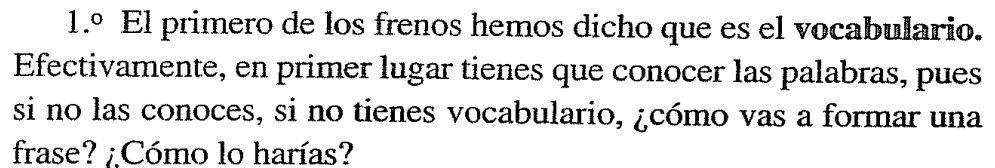 1.º El primero de los frenos hemos dicho que es el vocabulario.
Efectivamente, en primer lugar tienes que conocer las palabras, pues
si no las conoces, si no tienes vocabulario, ¿cómo vas a formar una
frase? ¿Cómo lo harías?